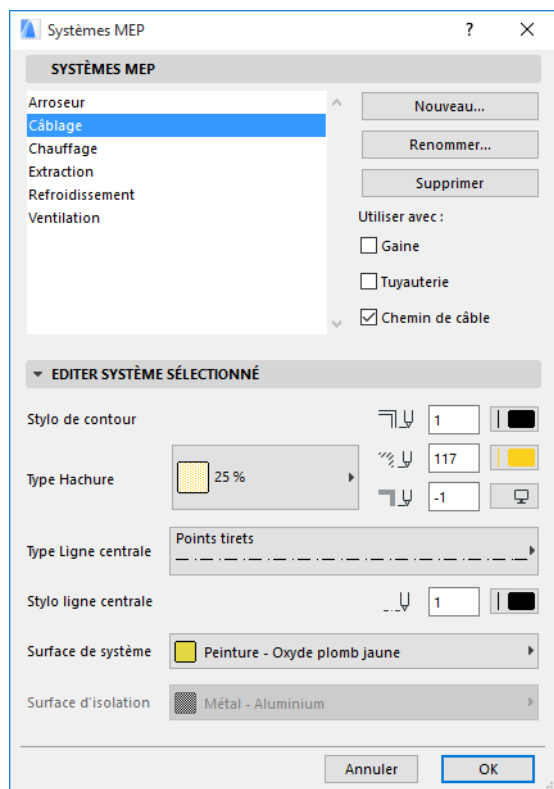 Systèmes MEP
?
SYSTÈMES MEP
Arroseur
Câblage
Chauffage
Extraction
Refroidissement
Ventilation
Nouveau...
Renommer...
Supprimer
Utiliser avec :
Gaine
Tuyauterie
Chemin de câble
EDITER SYSTÈME SÉLECTIONNÉ
Stylo de contour
1
Type Hachure
25 %
117
-1
Type Ligne centrale
Points tirets
Stylo ligne centrale
1
Surface de système
Peinture - Oxyde plomb jaune
Surface d'isolation
Métal - Aluminium
Annuler
OK